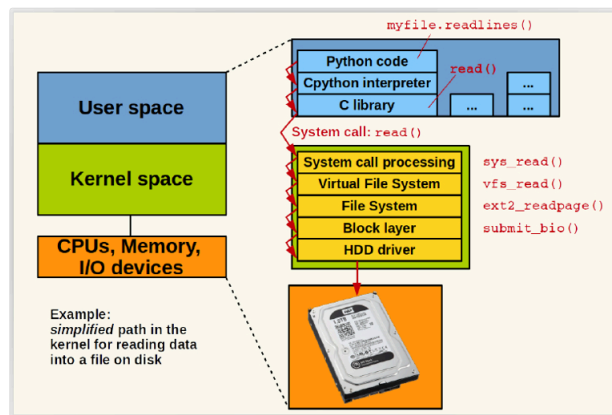 myfile.readlines()
Python code
Cpython interpreter
read()
...
C library
...
...
User space
System call: read()
Kernel space
System call processing
sys_read()
Virtual File System
vfs_read()
File System
ext2_readpage()
Block layer
submit_bio()
HDD driver
CPUs, Memory,
I/O devices
Example:
simplified path in the
kernel for reading data
into a file on disk